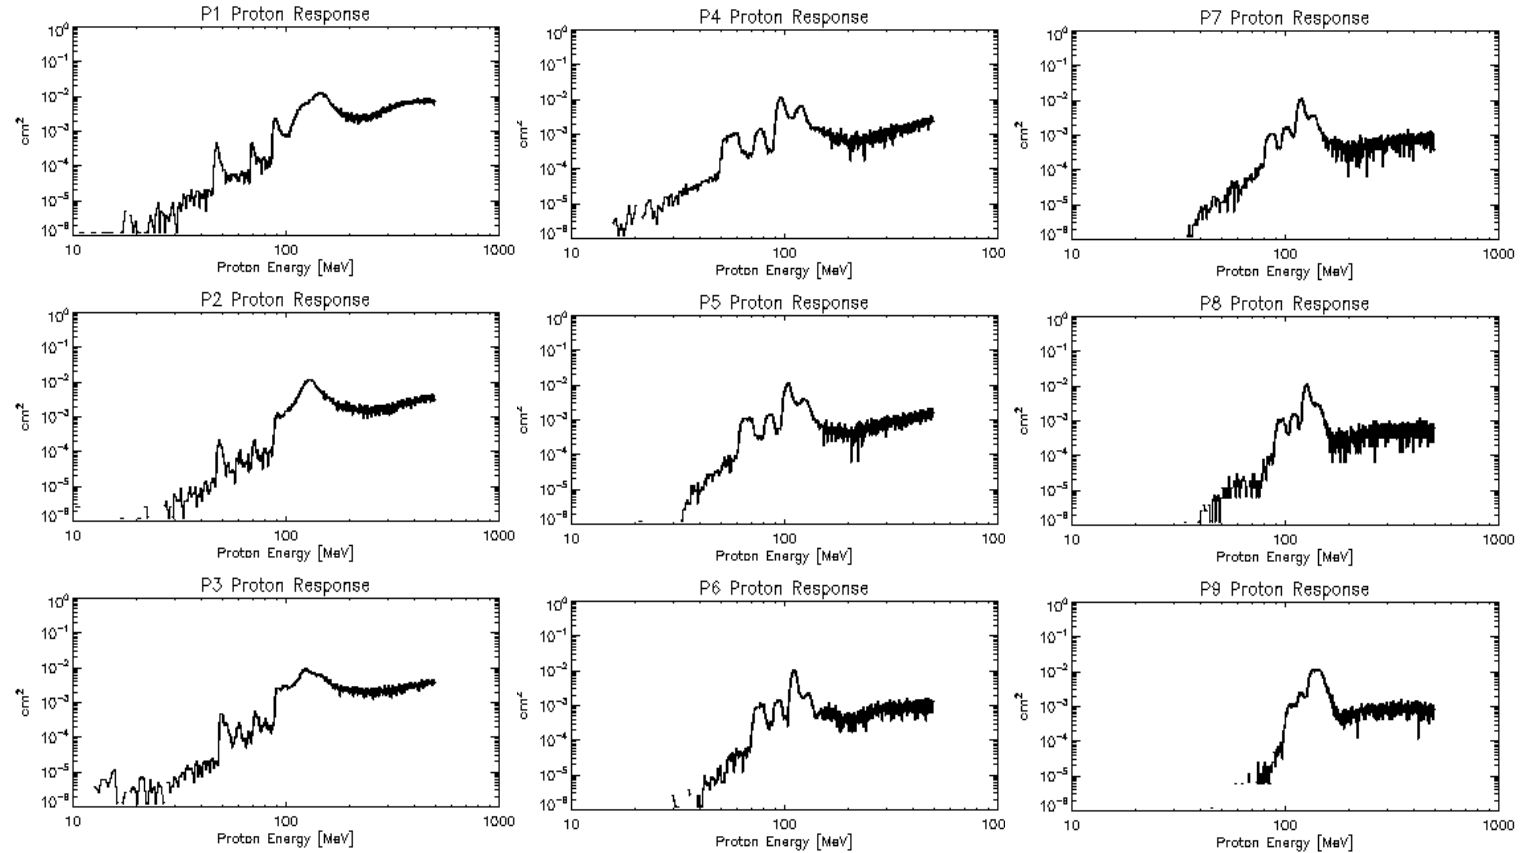 P1 Proton Response
10⁰
10⁻¹
10⁻²
10⁻³
10⁻⁴
10⁻⁵
10⁻⁶
cm²
10 100 1000
Proton Energy [MeV]
P2 Proton Response
10⁰
10⁻¹
10⁻²
10⁻³
10⁻⁴
10⁻⁵
10⁻⁶
cm²
10 100 1000
Proton Energy [MeV]
P3 Proton Response
10⁰
10⁻¹
10⁻²
10⁻³
10⁻⁴
10⁻⁵
10⁻⁶
cm²
10 100 1000
Proton Energy [MeV]
P4 Proton Response
10⁰
10⁻¹
10⁻²
10⁻³
10⁻⁴
10⁻⁵
10⁻⁶
cm²
10 100 100
Proton Energy [MeV]
P5 Proton Response
10⁰
10⁻¹
10⁻²
10⁻³
10⁻⁴
10⁻⁵
10⁻⁶
cm²
10 100 100
Proton Energy [MeV]
P6 Proton Response
10⁰
10⁻¹
10⁻²
10⁻³
10⁻⁴
10⁻⁵
10⁻⁶
cm²
10 100 100
Proton Energy [MeV]
P7 Proton Response
10⁰
10⁻¹
10⁻²
10⁻³
10⁻⁴
10⁻⁵
10⁻⁶
cm²
10 100 1000
Proton Energy [MeV]
P8 Proton Response
10⁰
10⁻¹
10⁻²
10⁻³
10⁻⁴
10⁻⁵
10⁻⁶
cm²
10 100 1000
Proton Energy [MeV]
P9 Proton Response
10⁰
10⁻¹
10⁻²
10⁻³
10⁻⁴
10⁻⁵
10⁻⁶
cm²
10 100 1000
Proton Energy [MeV]